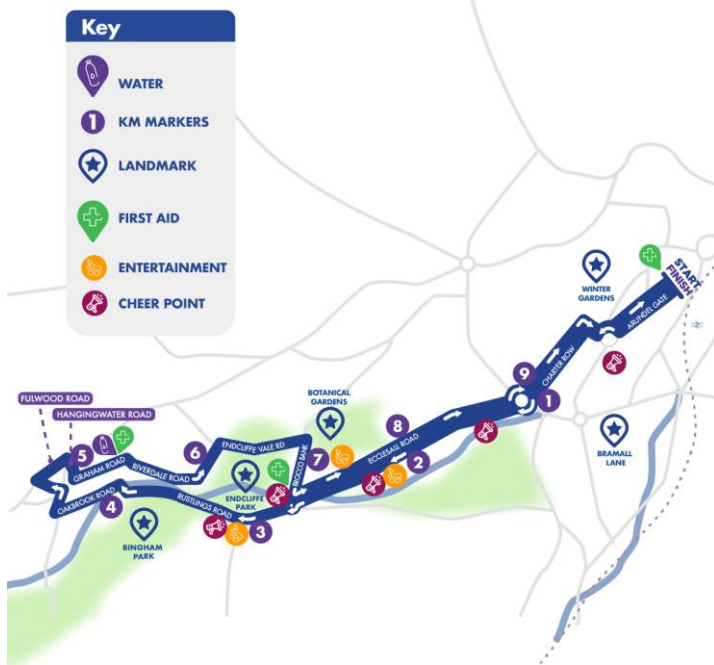 Key
WATER
1
KM MARKERS
LANDMARK
FIRST AID
ENTERTAINMENT
CHEER POINT
START
FINISH
WINTER
GARDENS
ARUNDEL GATE
CHARTER ROW
9
1
BRAMALL
LANE
BOTANICAL
GARDENS
8
ECCLESALL ROAD
2
7
BROCCO BANK
ENDCLIFFE VALE RD
6
ENDCLIFFE
PARK
FULWOOD ROAD
HANGINGWATER ROAD
5
GRAHAM ROAD
RIVERDALE ROAD
OAKBROOK ROAD
4
RUSTLINGS ROAD
3
BINGHAM
PARK